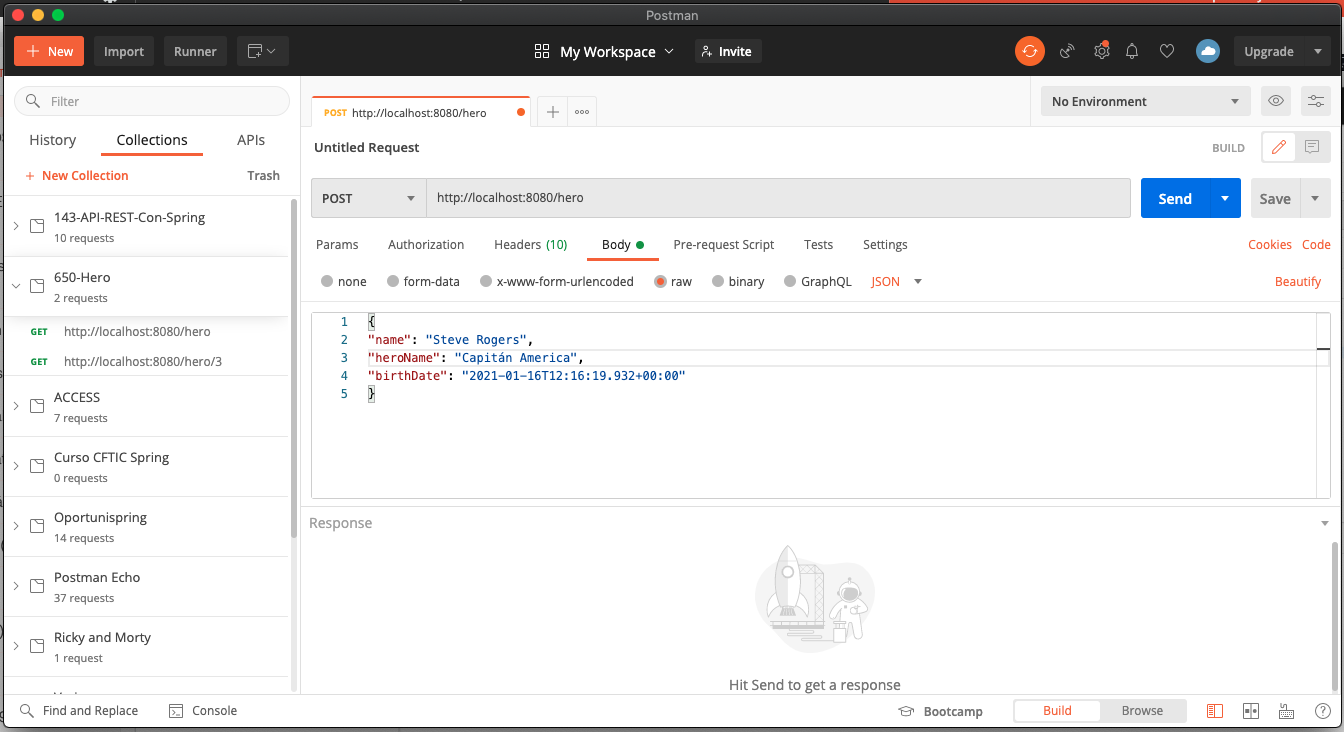 Postman
New Import Runner My Workspace Invite Upgrade
Filter
History Collections APIs
New Collection Trash
143-API-REST-Con-Spring
10 requests
650-Hero
2 requests
GET http://localhost:8080/hero
GET http://localhost:8080/hero/3
ACCESS
7 requests
Curso CFTIC Spring
0 requests
Oportunispring
14 requests
Postman Echo
37 requests
Ricky and Morty
1 request
POST http://localhost:8080/hero
No Environment
Untitled Request
BUILD
POST http://localhost:8080/hero Send Save
Params Authorization Headers (10) Body Pre-request Script Tests Settings Cookies Code
none form-data x-www-form-urlencoded raw binary GraphQL JSON Beautify
1 {
2 "name": "Steve Rogers",
3 "heroName": "Capitán America",
4 "birthDate": "2021-01-16T12:16:19.932+00:00"
5 }
Response
Hit Send to get a response
Find and Replace Console Bootcamp Build Browse